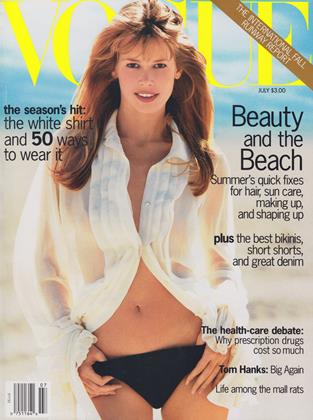 VOGUE
THE INTERNATIONAL FALL
RUNWAY REPORT
JULY $3.00
the season's hit:
the white shirt
and 50 ways
to wear it
Beauty
and the
Beach
Summer's quick fixes
for hair, sun care,
making up,
and shaping up
plus the best bikinis,
short shorts,
and great denim
The health-care debate:
Why prescription drugs
cost so much
Tom Hanks: Big Again
Life among the mall rats
07